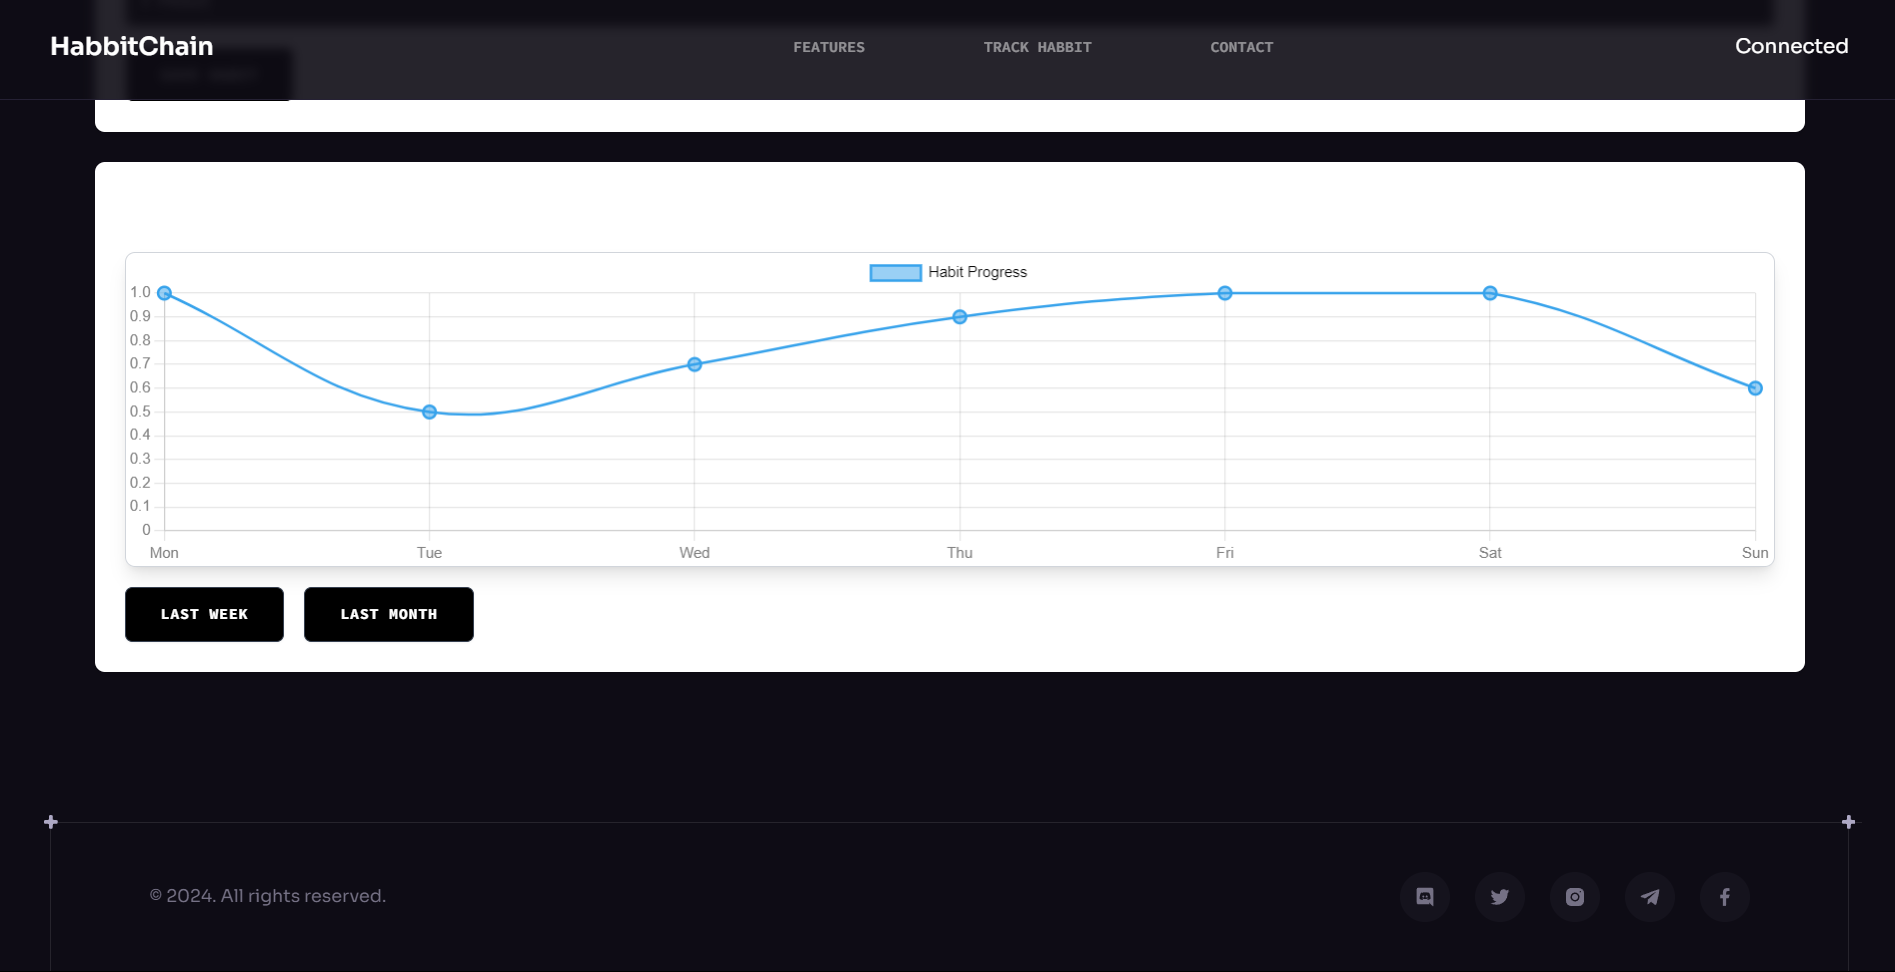 HabbitChain
FEATURES
TRACK HABBIT
CONTACT
Connected
Habit Progress
1.0
0.9
0.8
0.7
0.6
0.5
0.4
0.3
0.2
0.1
0
Mon
Tue
Wed
Thu
Fri
Sat
Sun
LAST WEEK
LAST MONTH
© 2024. All rights reserved.